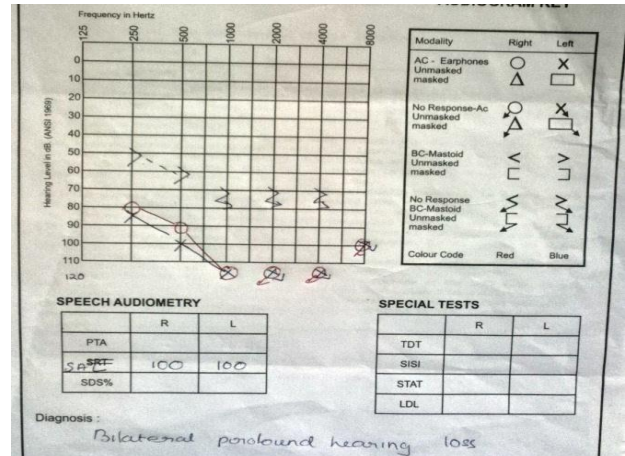 Frequency in Hertz
125 250 500 1000 2000 4000 8000
0
10
20
30
40
50
60
70
80
90
100
110
120
Hearing Level in dB. (ANSI 1969)
Modality Right Left
AC - Earphones
Unmasked
masked
No Response-Ac
Unmasked
masked
BC-Mastoid
Unmasked
masked
No Response
BC-Mastoid
Unmasked
masked
Colour Code Red Blue
SPEECH AUDIOMETRY
R L
PTA
SAL SRT 100 100
SDS%
SPECIAL TESTS
R L
TDT
SISI
STAT
LDL
Diagnosis :
Bilateral porolound hearing loss